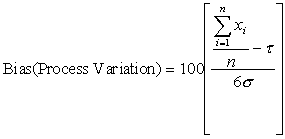 Bias(Process Variation) = 100 [ ( (∑_{i=1}^{n} x_i) / n − τ ) / 6σ ]